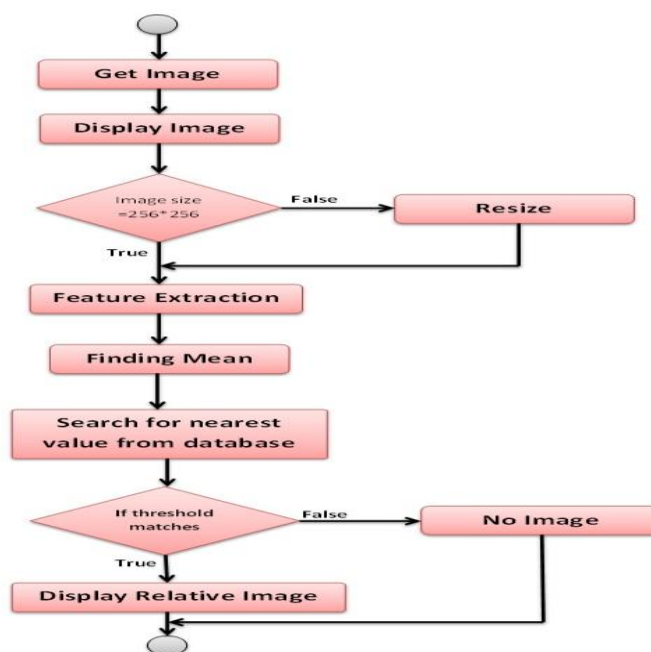 Get Image
Display Image
Image size
=256*256
False
Resize
True
Feature Extraction
Finding Mean
Search for nearest
value from database
If threshold
matches
False
No Image
True
Display Relative Image